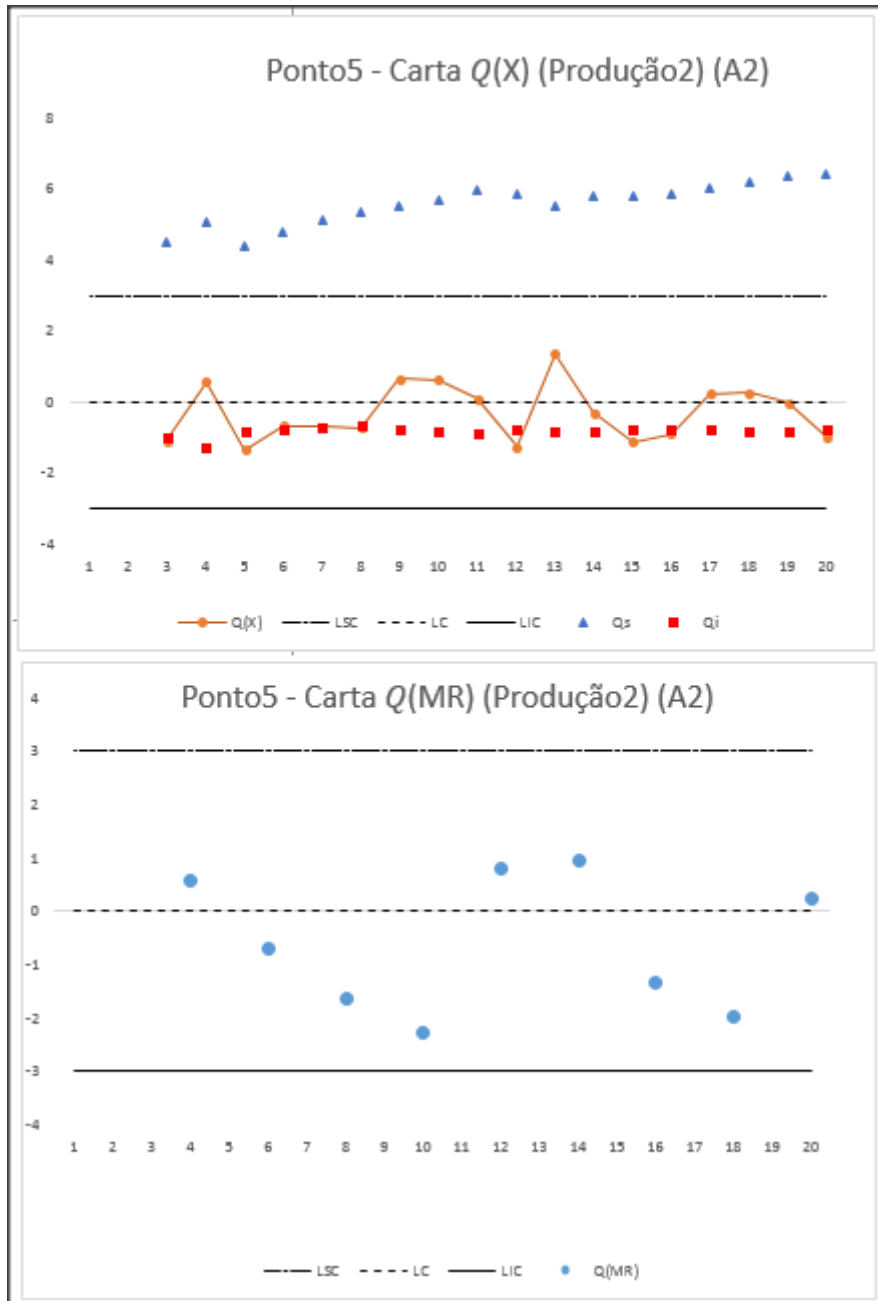 Ponto5 - Carta Q(X) (Produção2) (A2)
8
6
4
2
0
-2
-4
1 2 3 4 5 6 7 8 9 10 11 12 13 14 15 16 17 18 19 20
Q(X) LSC LC LIC Qs Qi
Ponto5 - Carta Q(MR) (Produção2) (A2)
4
3
2
1
0
-1
-2
-3
-4
1 2 3 4 5 6 7 8 9 10 11 12 13 14 15 16 17 18 19 20
LSC LC LIC Q(MR)